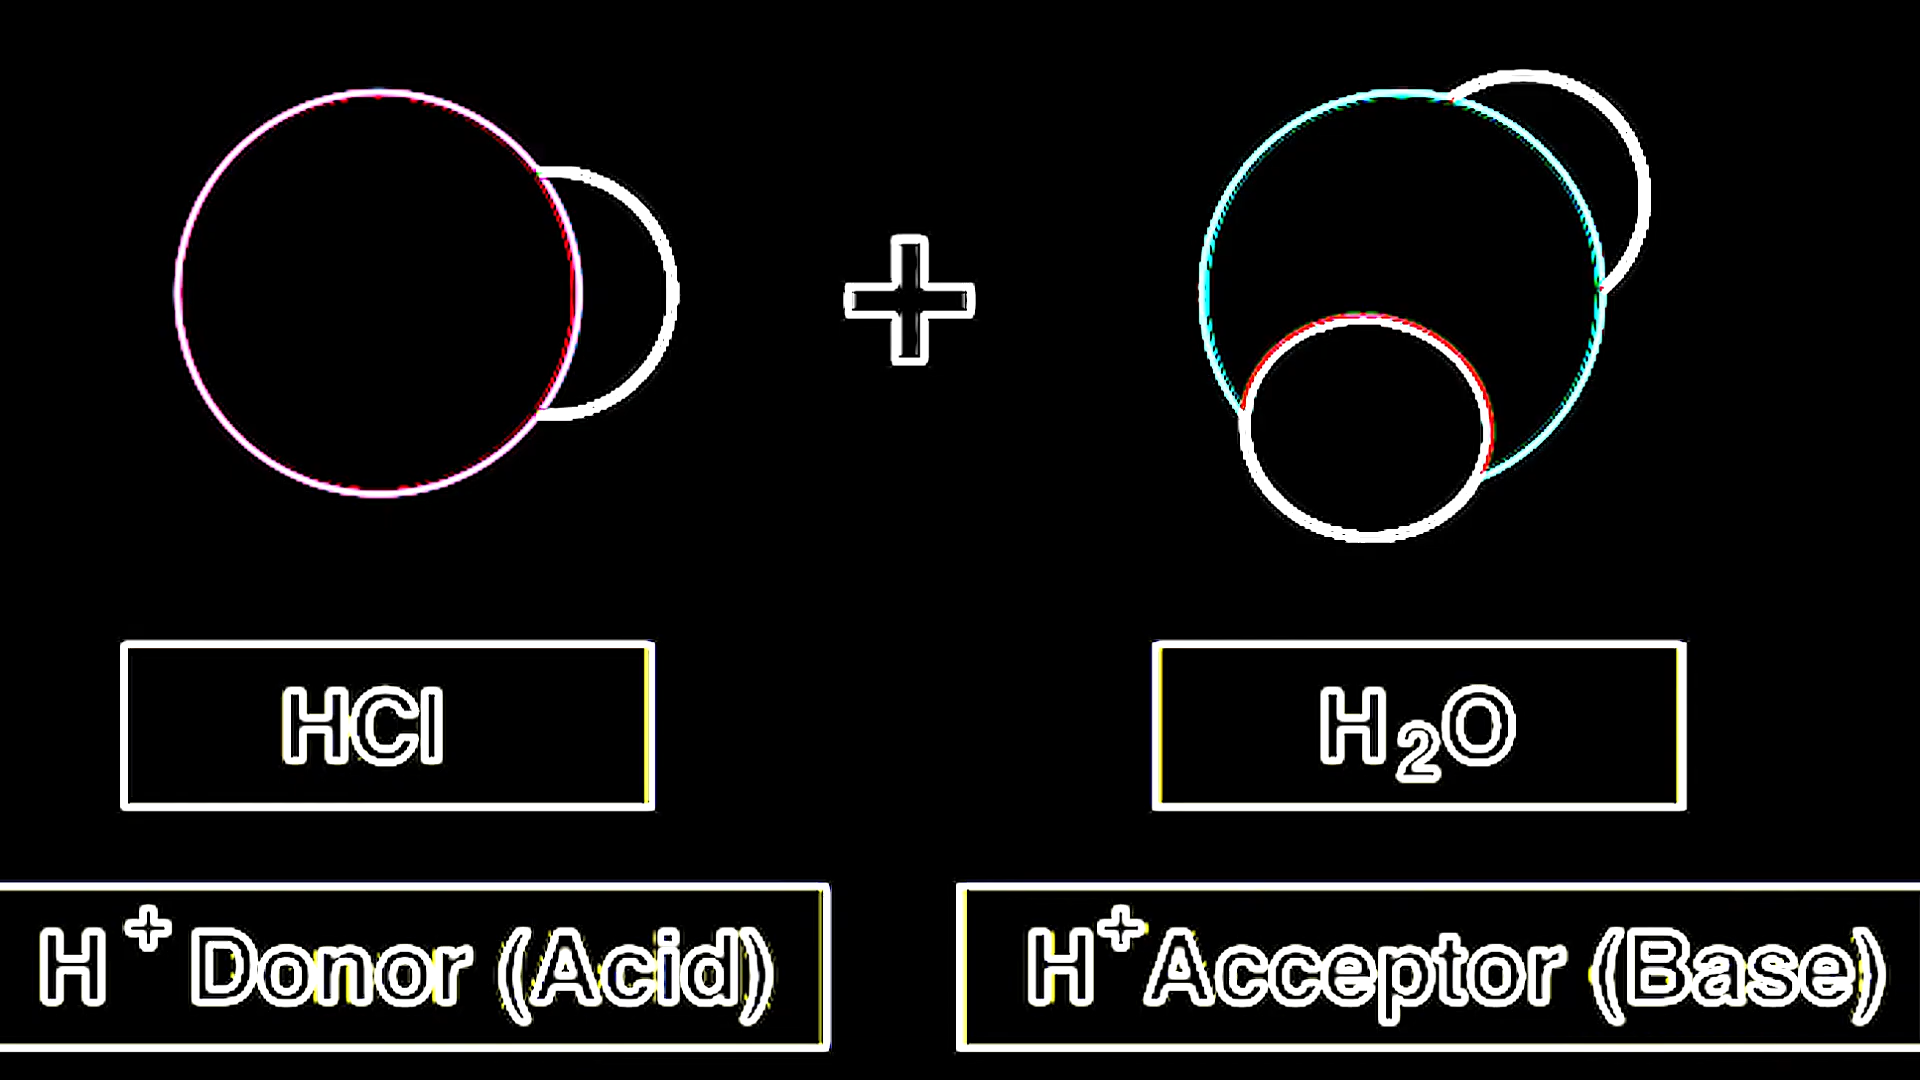 +
HCl
H₂O
H⁺ Donor (Acid)
H⁺ Acceptor (Base)